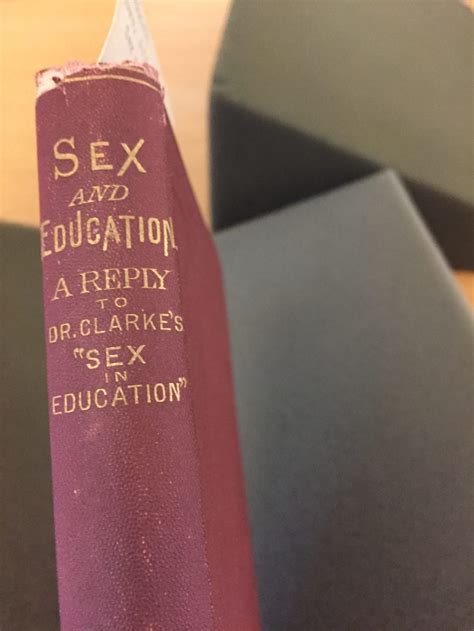 SEX
AND
EDUCATION
A REPLY
TO
DR. CLARKE'S
"SEX
IN
EDUCATION"